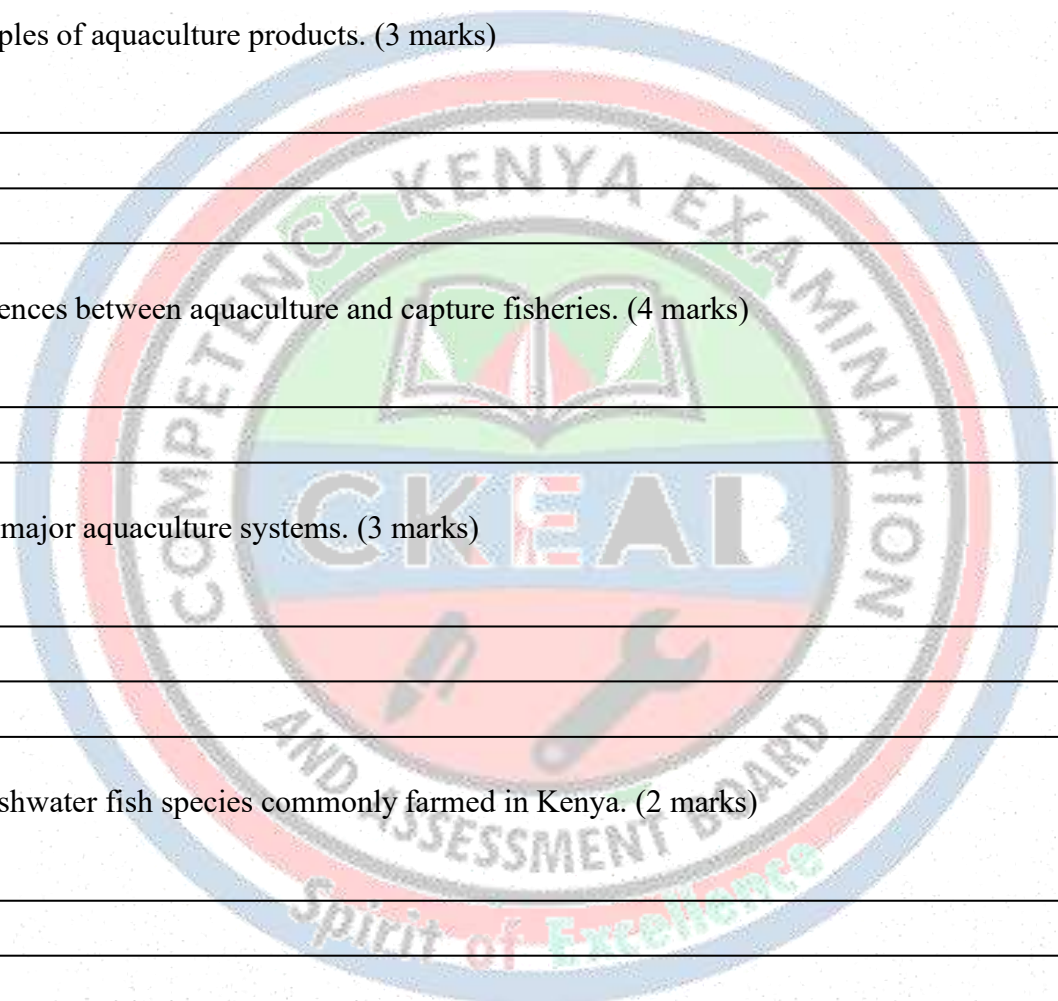 ples of aquaculture products. (3 marks)
COMPETENCE KENYA EXAMINATION
ences between aquaculture and capture fisheries. (4 marks)
CKEAB
major aquaculture systems. (3 marks)
AND ASSESSMENT BOARD
shwater fish species commonly farmed in Kenya. (2 marks)
Spirit of Excellence